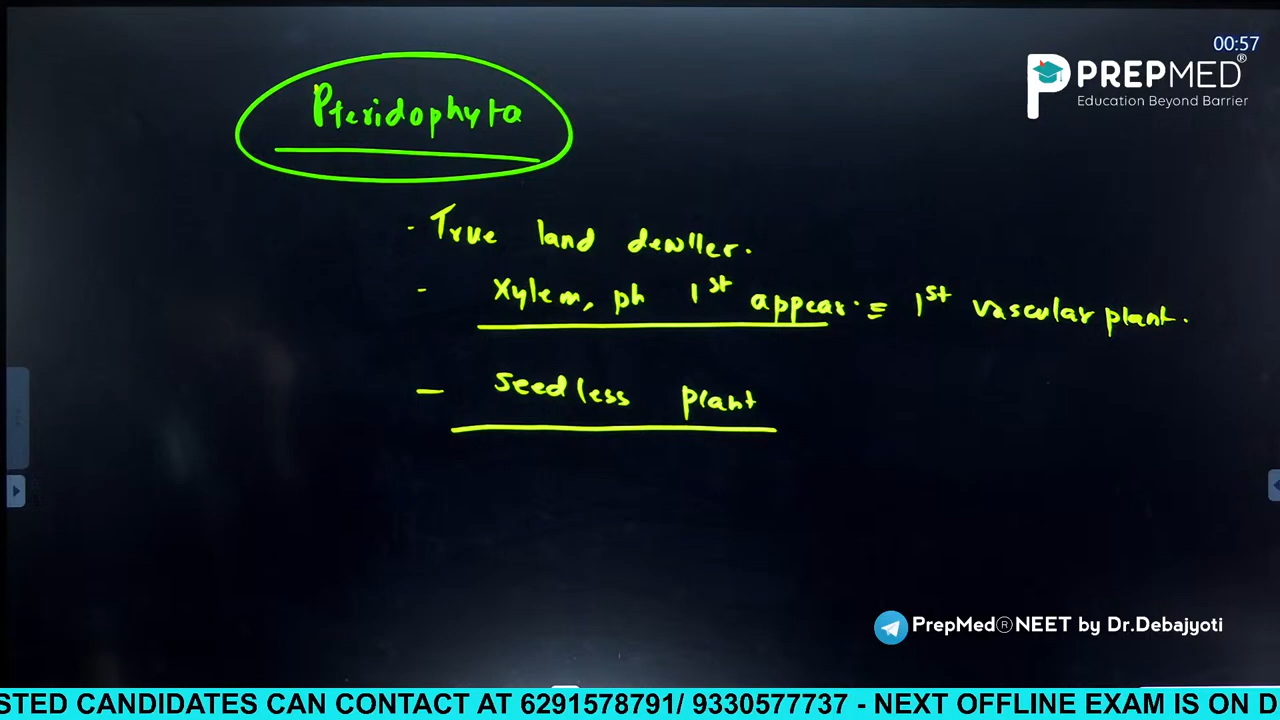 00:57
PREPMED®
Education Beyond Barrier
Pteridophyta
· True land dewller.
- Xylem, ph 1st appear. = 1st vascular plant.
- seedless plant
PrepMed® NEET by Dr.Debajyoti
STED CANDIDATES CAN CONTACT AT 6291578791/ 9330577737 - NEXT OFFLINE EXAM IS ON D